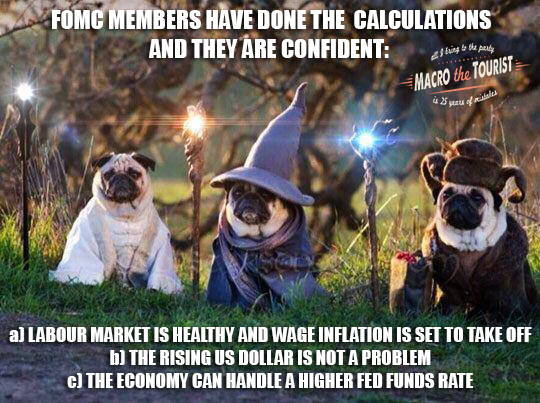 FOMC MEMBERS HAVE DONE THE CALCULATIONS
AND THEY ARE CONFIDENT:
all I bring to the party
MACRO the TOURIST
is 25 years of mistakes
a) LABOUR MARKET IS HEALTHY AND WAGE INFLATION IS SET TO TAKE OFF
b) THE RISING US DOLLAR IS NOT A PROBLEM
c) THE ECONOMY CAN HANDLE A HIGHER FED FUNDS RATE